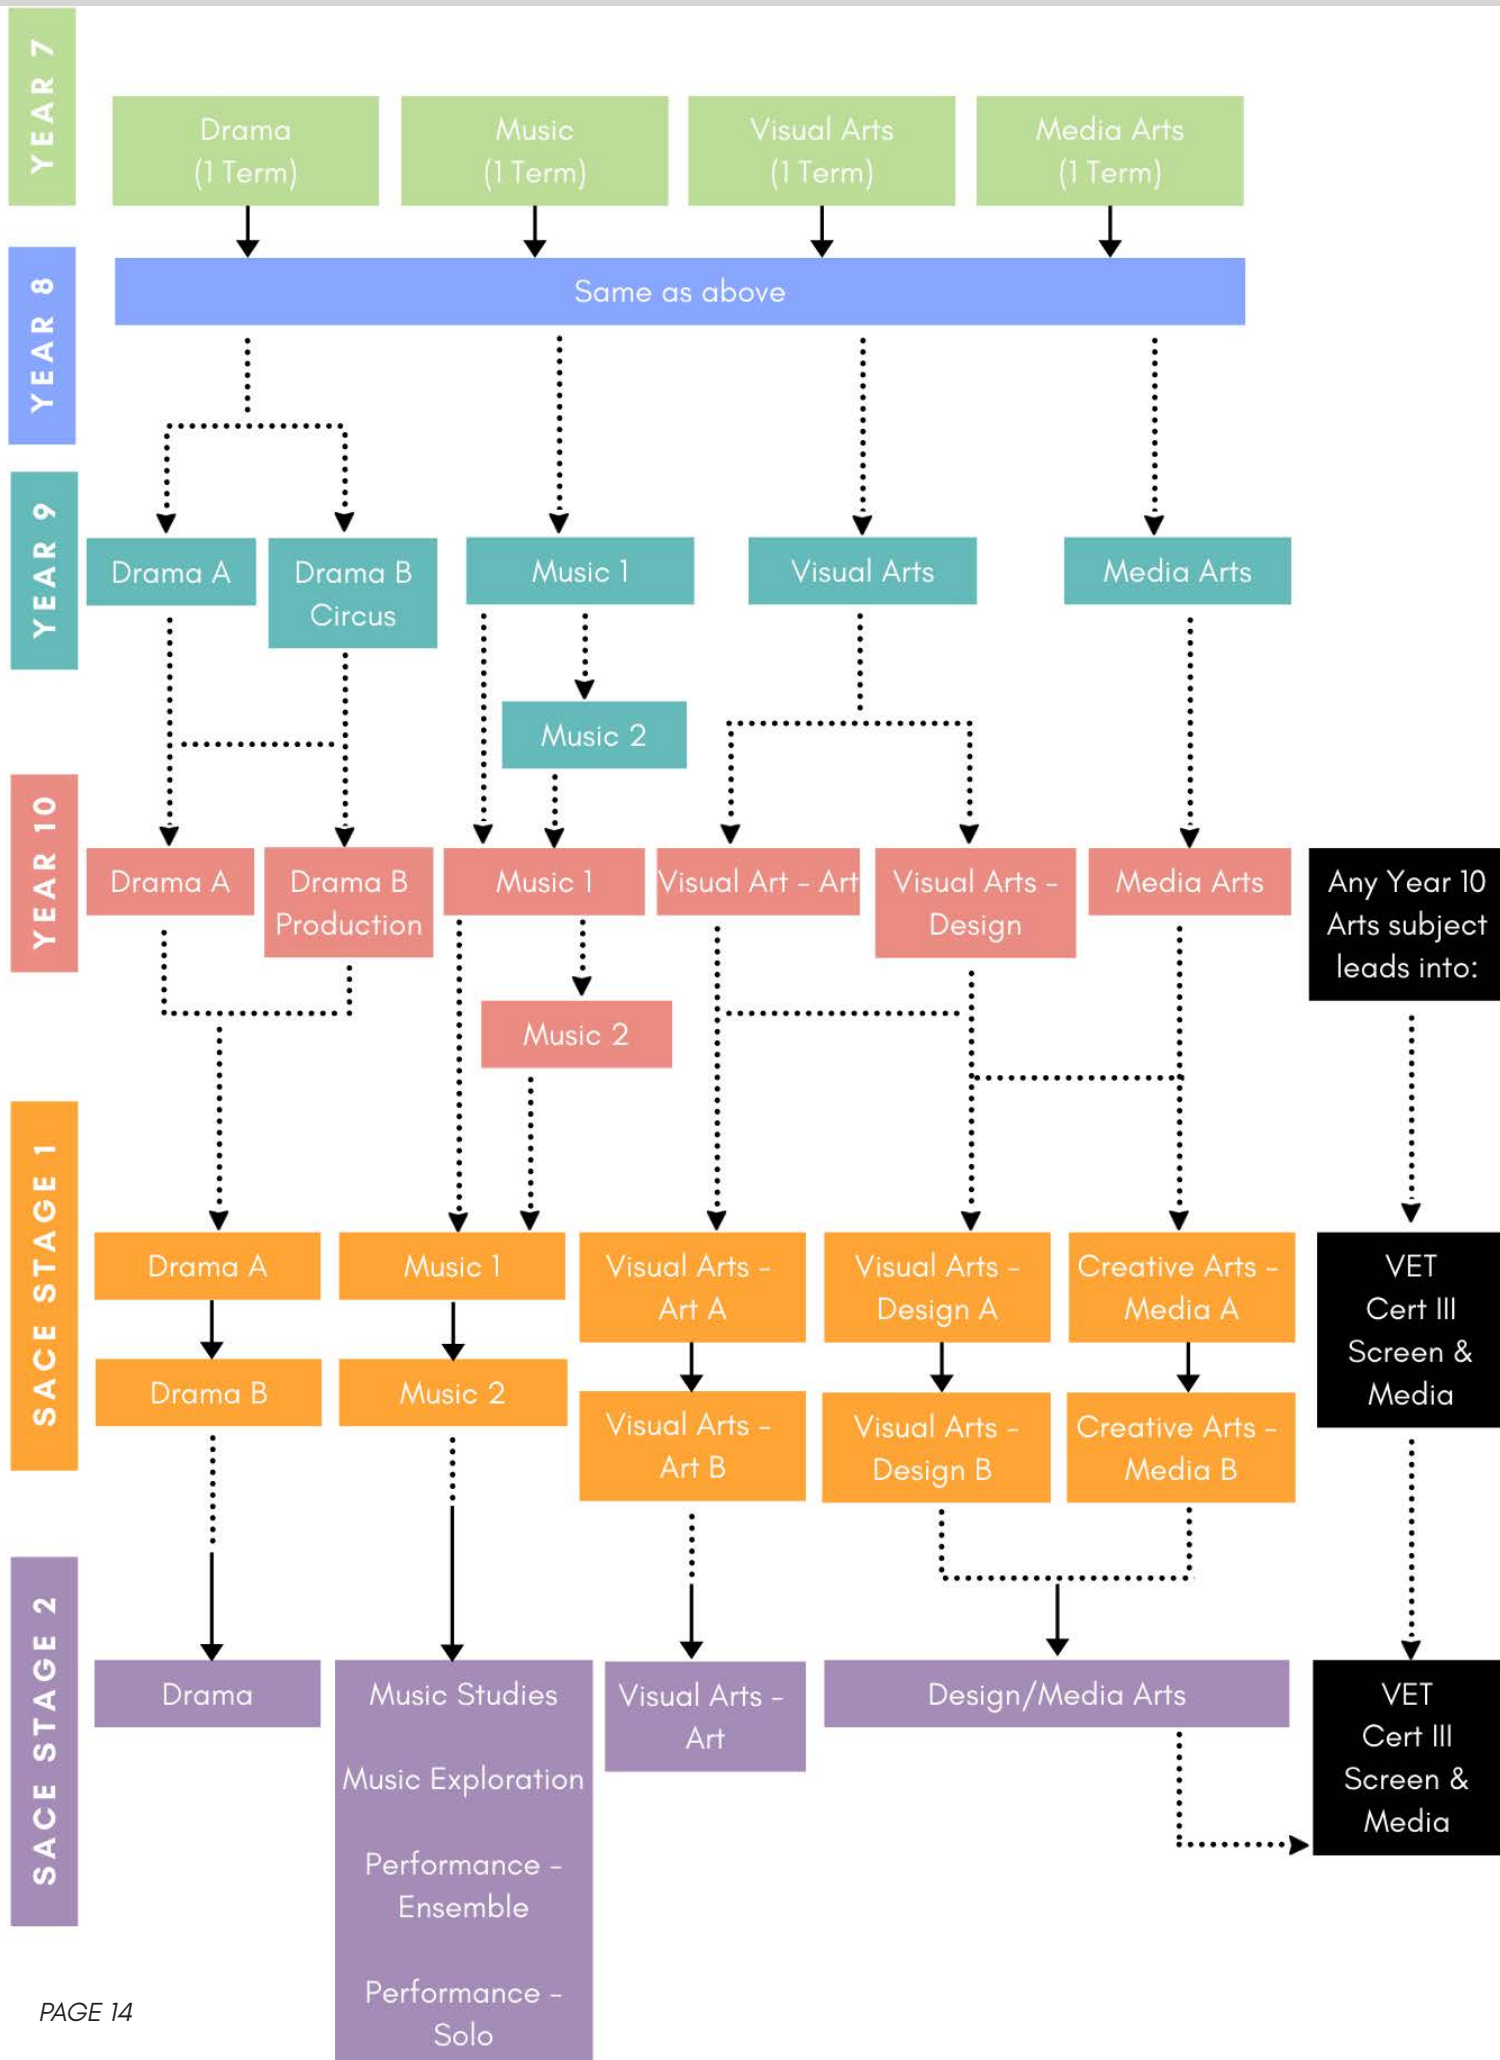 YEAR 7
Drama
(1 Term)
Music
(1 Term)
Visual Arts
(1 Term)
Media Arts
(1 Term)
YEAR 8
Same as above
YEAR 9
Drama A
Drama B
Circus
Music 1
Visual Arts
Media Arts
Music 2
YEAR 10
Drama A
Drama B
Production
Music 1
Visual Art - Art
Visual Arts -
Design
Media Arts
Any Year 10
Arts subject
leads into:
Music 2
SACE STAGE 1
Drama A
Music 1
Visual Arts -
Art A
Visual Arts -
Design A
Creative Arts -
Media A
VET
Cert III
Screen &
Media
Drama B
Music 2
Visual Arts -
Art B
Visual Arts -
Design B
Creative Arts -
Media B
SACE STAGE 2
Drama
Music Studies
Music Exploration
Performance -
Ensemble
Performance -
Solo
Visual Arts -
Art
Design/Media Arts
VET
Cert III
Screen &
Media
PAGE 14